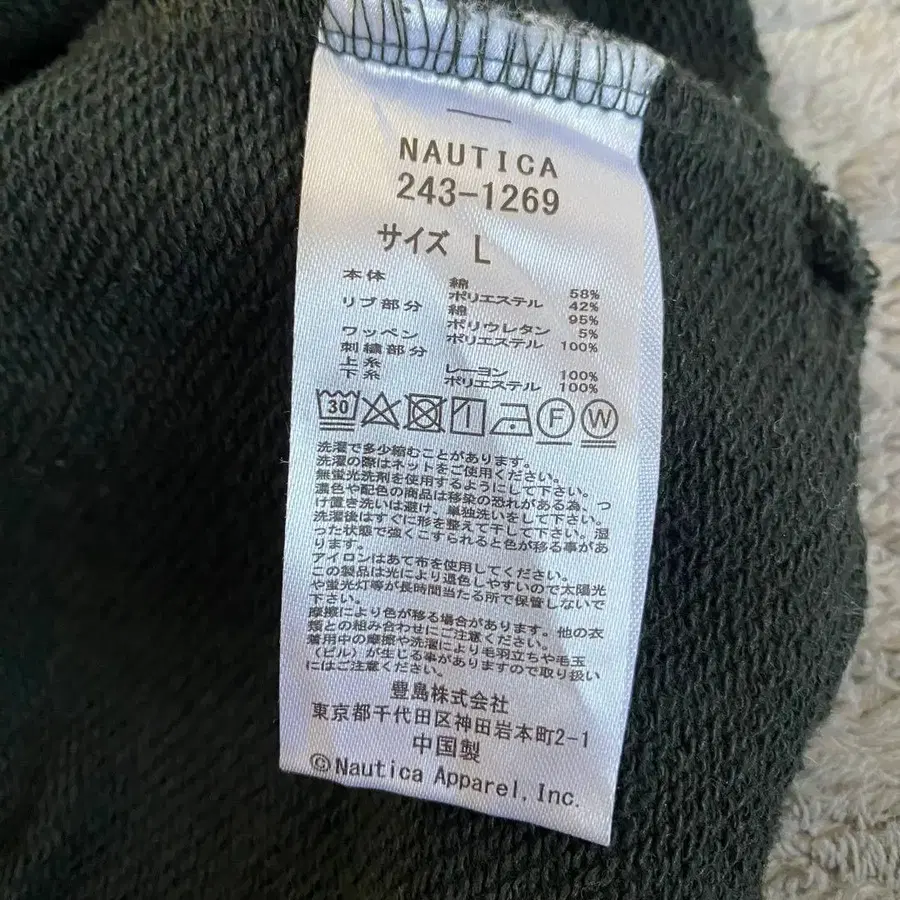 NAUTICA
243-1269
サイズ L
本体 綿 58%
ポリエステル 42%
リブ部分 綿 95%
ポリウレタン 5%
ワッペン ポリエステル 100%
刺繍部分
上糸 レーヨン 100%
下糸 ポリエステル 100%
30 F W
洗濯で多少縮むことがあります。
洗濯の際はネットをご使用ください。
無蛍光洗剤を使用するようにして下さい。
濃色や配色の商品は移染の恐れがある為、つ
け置き洗いは避け、単独洗いをして下さい。
洗濯後はすぐに形を整えて干して下さい。湿
った状態で強くこすられると色が移る事があ
ります。
アイロンはあて布を使用してください。
この製品は光により退色しやすいので太陽光
や蛍光灯等が長時間当たる所で保管しないで
下さい。
摩擦により色が移る場合があります。他の衣
類との組み合わせにご注意ください。
着用中の摩擦や洗濯により毛羽立ちや毛玉
（ピル）が生じる事がありますので取り扱い
にはご注意ください。
豊島株式会社
東京都千代田区神田岩本町2-1
中国製
©Nautica Apparel, Inc.